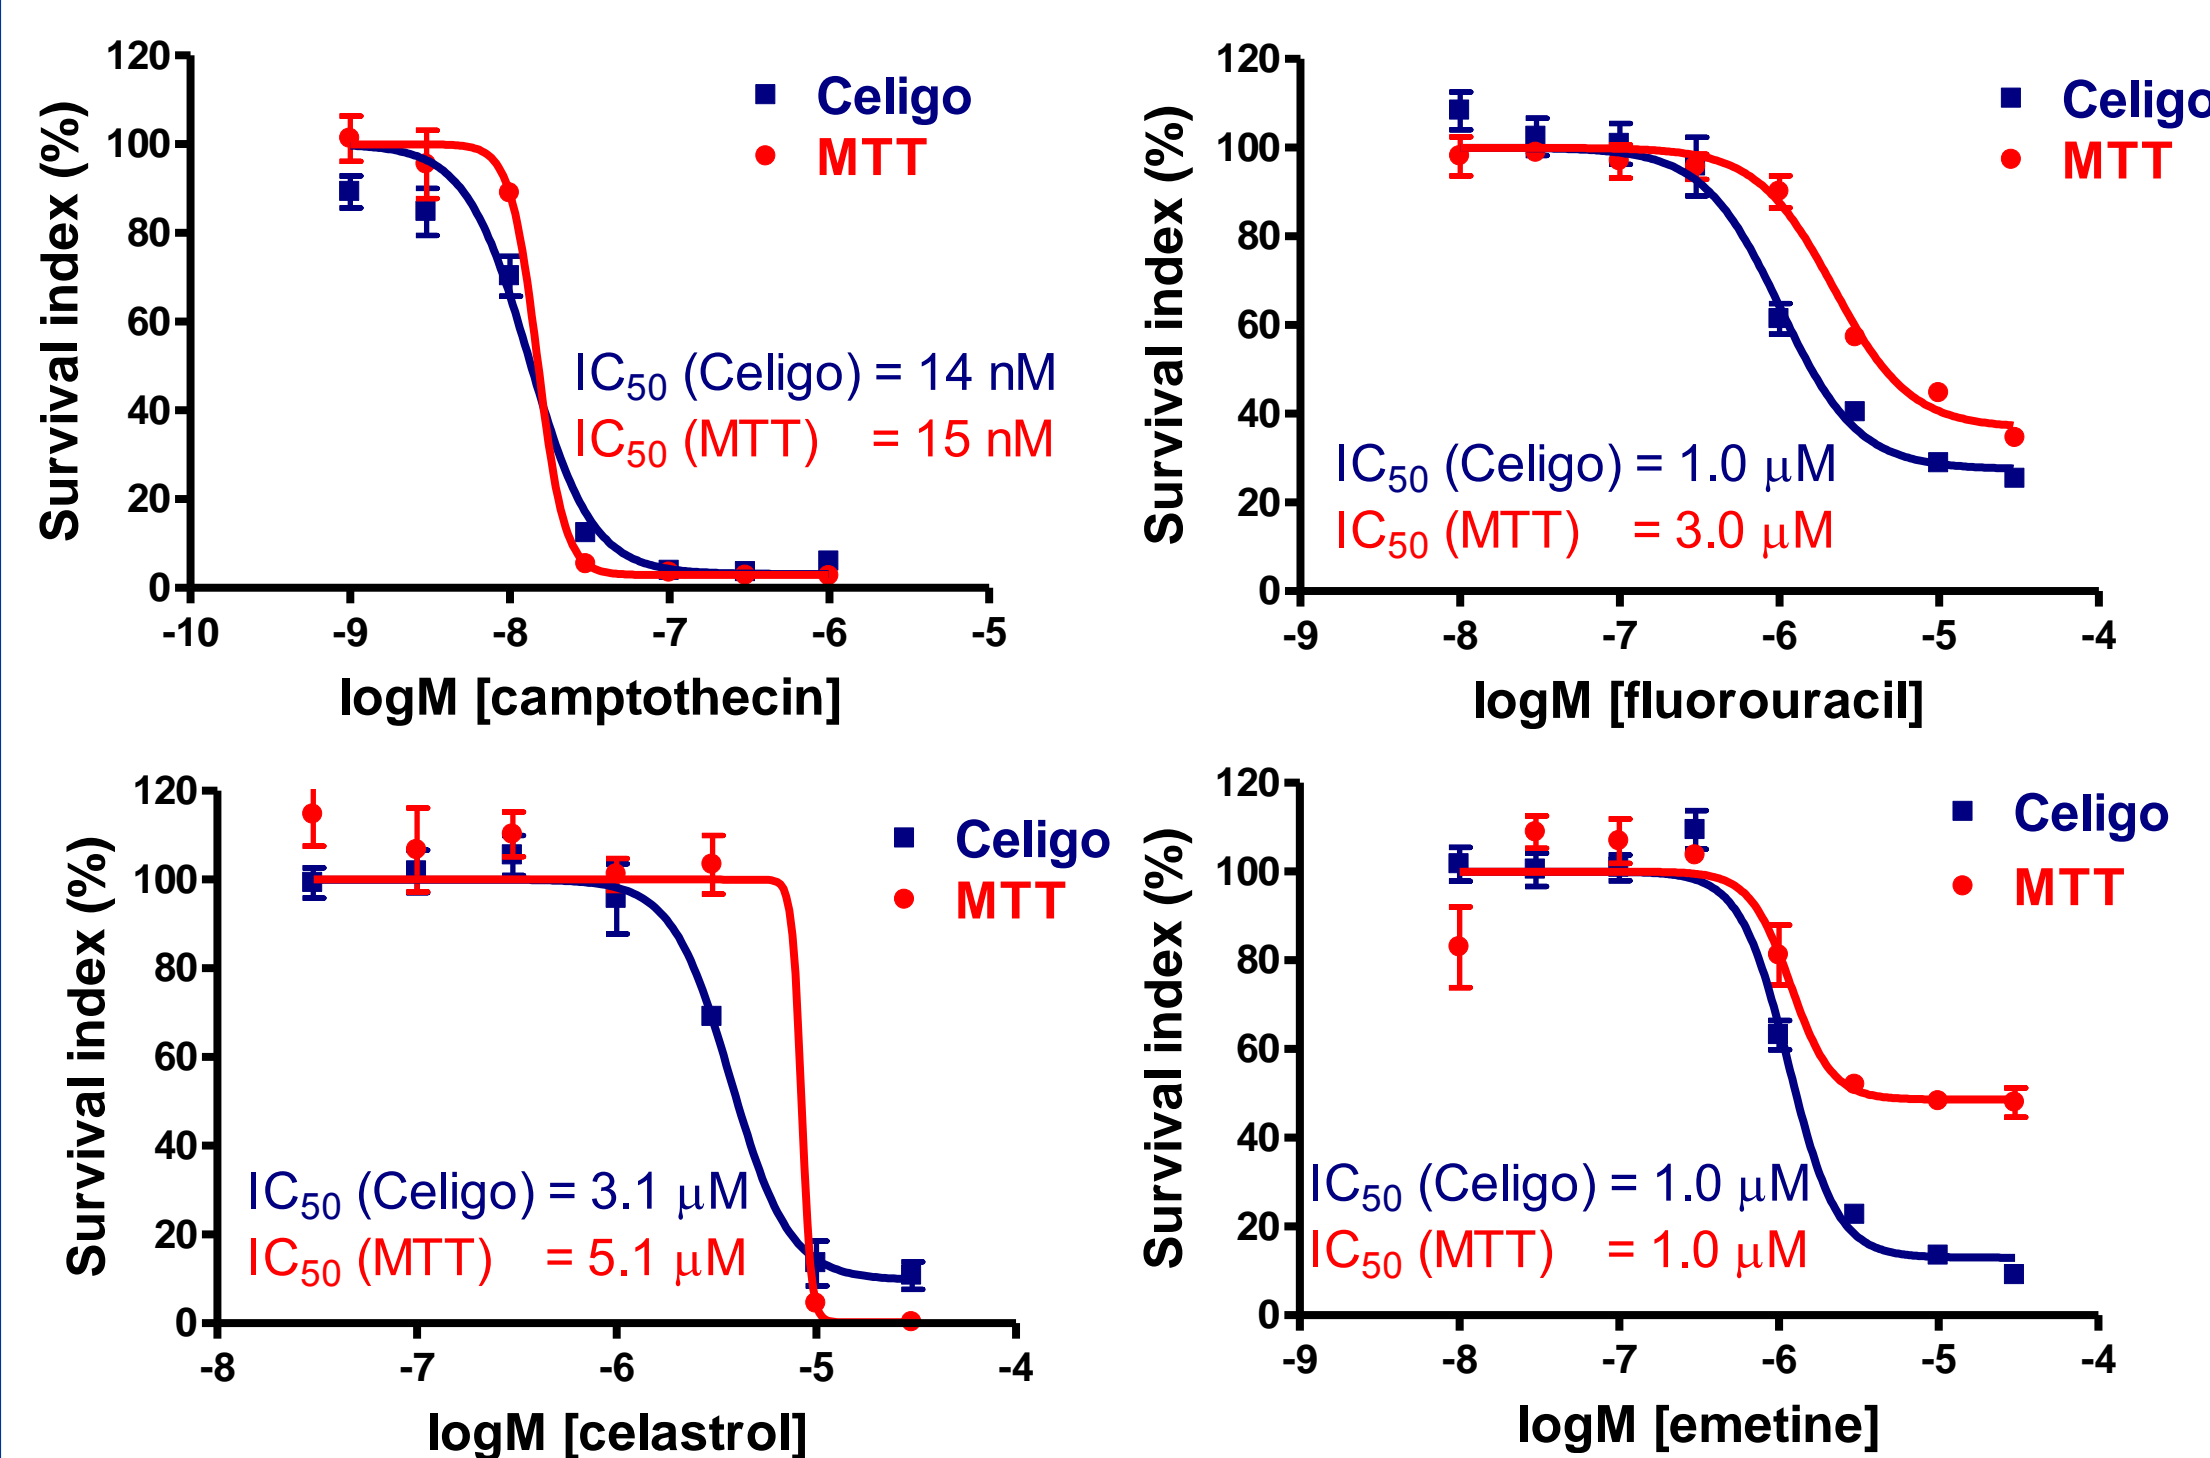 120
100
80
60
40
20
0
Survival index (%)
Celigo
MTT
IC50 (Celigo) = 14 nM
IC50 (MTT) = 15 nM
-10 -9 -8 -7 -6 -5
logM [camptothecin]
120
100
80
60
40
20
0
Survival index (%)
Celigo
MTT
IC50 (Celigo) = 1.0 μM
IC50 (MTT) = 3.0 μM
-9 -8 -7 -6 -5 -4
logM [fluorouracil]
120
100
80
60
40
20
0
Survival index (%)
Celigo
MTT
IC50 (Celigo) = 3.1 μM
IC50 (MTT) = 5.1 μM
-8 -7 -6 -5 -4
logM [celastrol]
120
100
80
60
40
20
0
Survival index (%)
Celigo
MTT
IC50 (Celigo) = 1.0 μM
IC50 (MTT) = 1.0 μM
-9 -8 -7 -6 -5 -4
logM [emetine]